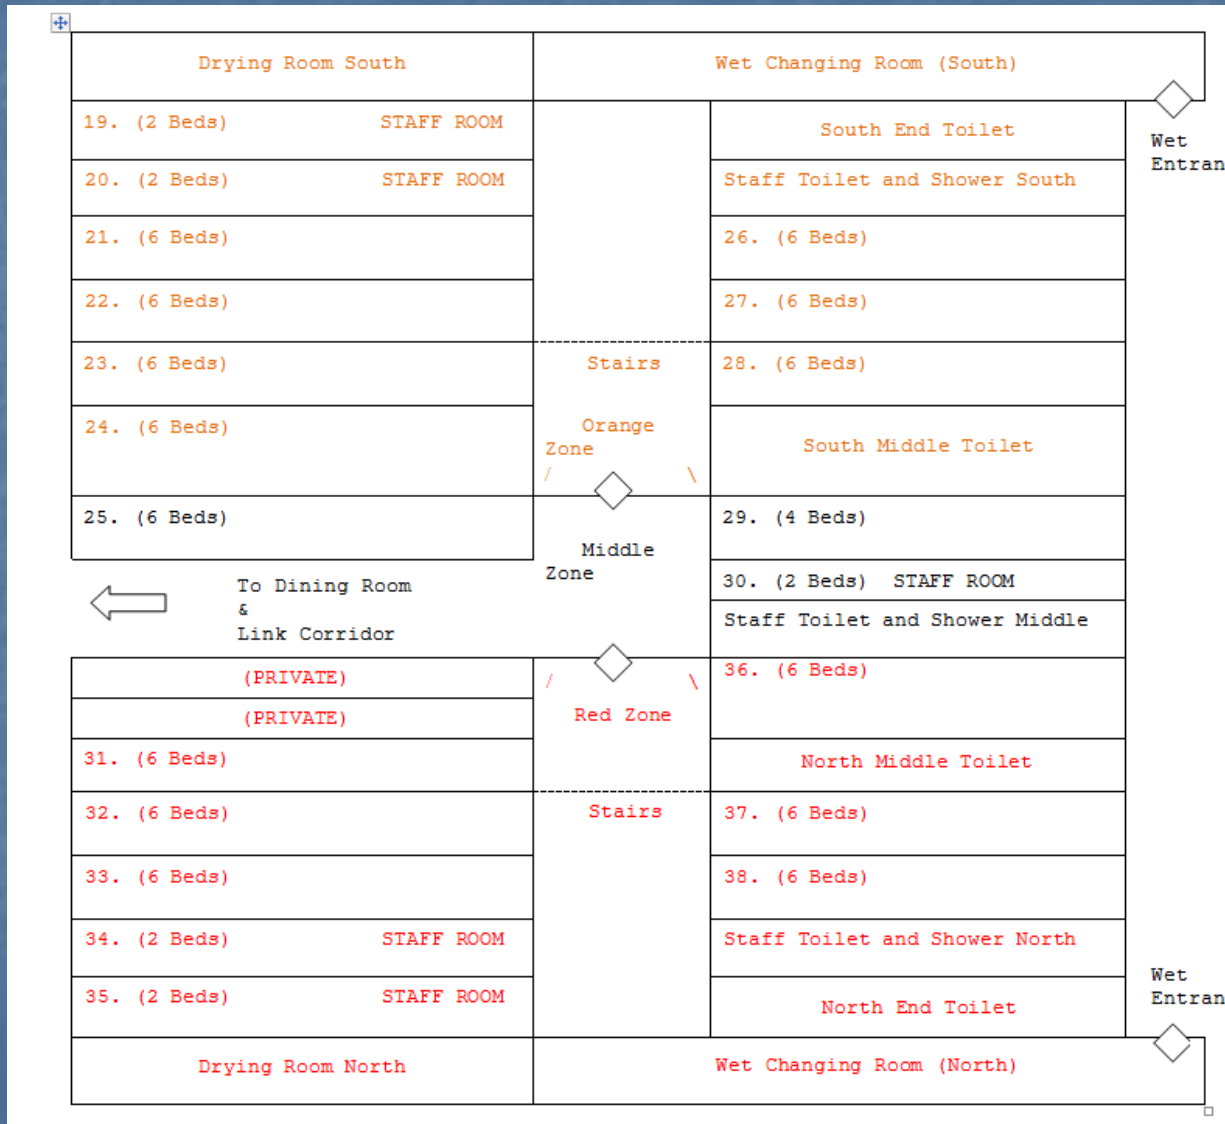 Drying Room South
Wet Changing Room (South)
19. (2 Beds) STAFF ROOM
South End Toilet
Wet
Entran
20. (2 Beds) STAFF ROOM
Staff Toilet and Shower South
21. (6 Beds)
26. (6 Beds)
22. (6 Beds)
27. (6 Beds)
23. (6 Beds)
Stairs
28. (6 Beds)
24. (6 Beds)
Orange
Zone
/ \
South Middle Toilet
25. (6 Beds)
Middle
Zone
29. (4 Beds)
To Dining Room
&
Link Corridor
30. (2 Beds) STAFF ROOM
Staff Toilet and Shower Middle
(PRIVATE)
/ \
Red Zone
36. (6 Beds)
(PRIVATE)
31. (6 Beds)
North Middle Toilet
32. (6 Beds)
Stairs
37. (6 Beds)
33. (6 Beds)
38. (6 Beds)
34. (2 Beds) STAFF ROOM
Staff Toilet and Shower North
35. (2 Beds) STAFF ROOM
North End Toilet
Wet
Entran
Drying Room North
Wet Changing Room (North)